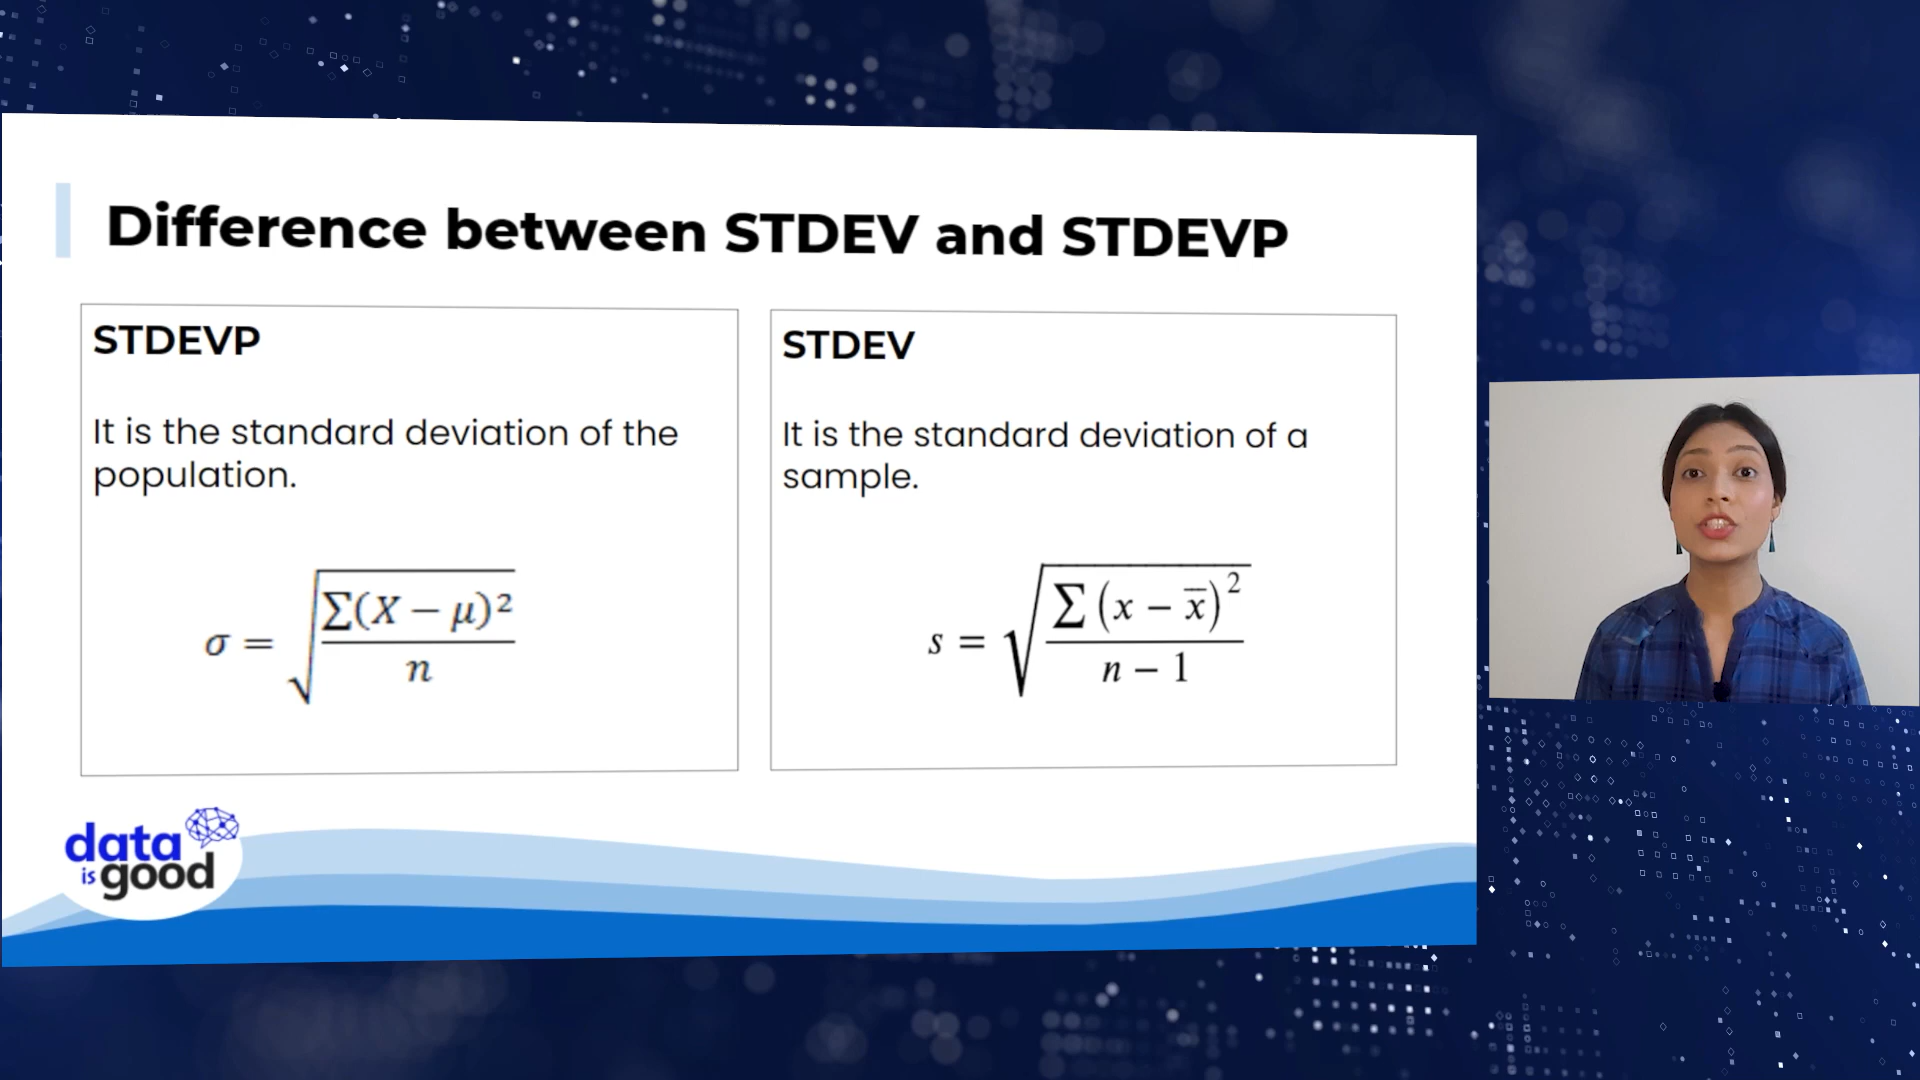 Difference between STDEV and STDEVP
STDEVP
It is the standard deviation of the
population.
σ = √(Σ(X − μ)² / n)
STDEV
It is the standard deviation of a
sample.
s = √(Σ(x − x̅)² / (n − 1))
data
is good